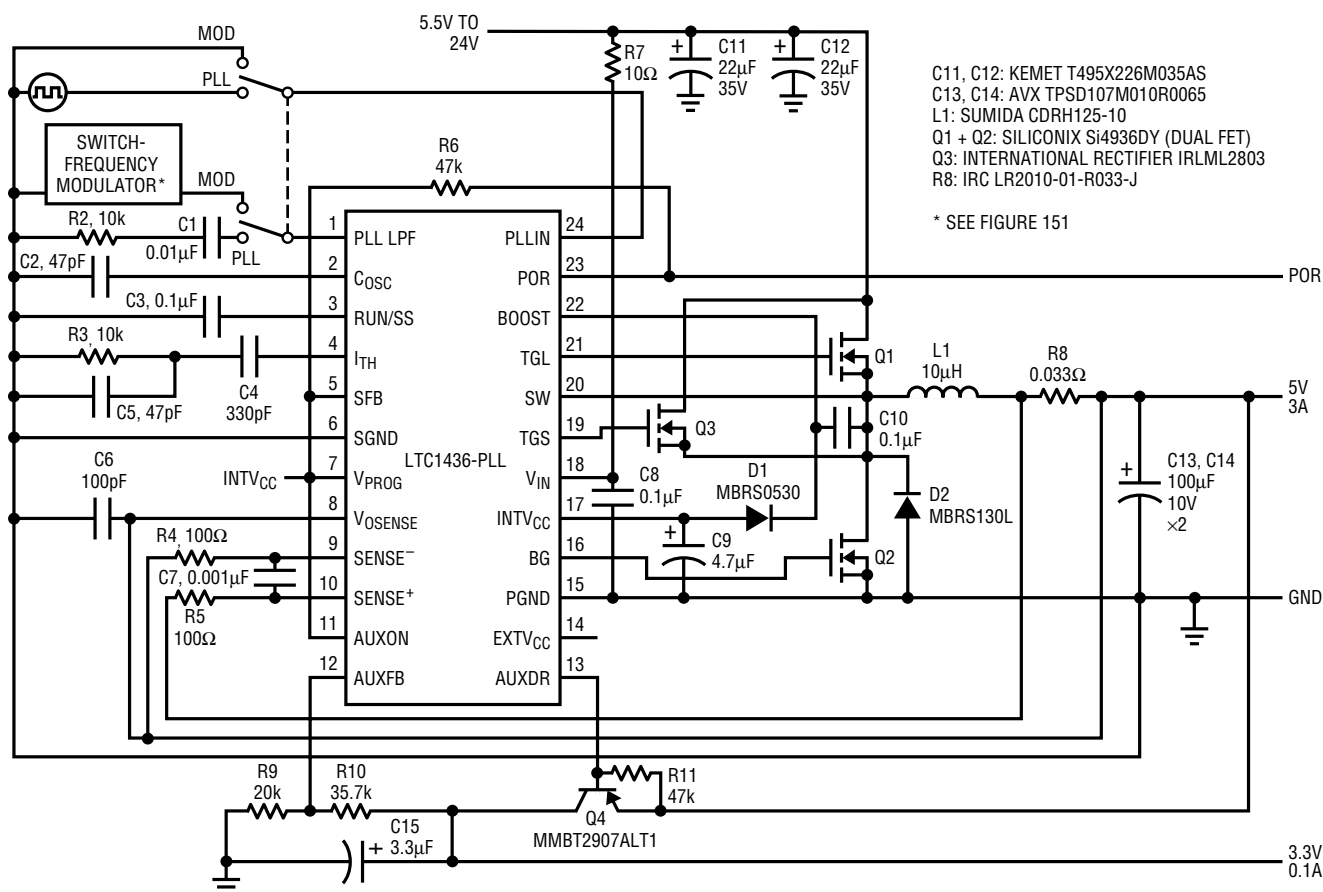 5.5V TO
24V
MOD
PLL
R7
10Ω
+
C11
22µF
35V
+
C12
22µF
35V
C11, C12: KEMET T495X226M035AS
C13, C14: AVX TPSD107M010R0065
L1: SUMIDA CDRH125-10
Q1 + Q2: SILICONIX Si4936DY (DUAL FET)
Q3: INTERNATIONAL RECTIFIER IRLML2803
R8: IRC LR2010-01-R033-J
* SEE FIGURE 151
SWITCH-
FREQUENCY
MODULATOR*
MOD
PLL
R6
47k
R2, 10k
C1
0.01µF
C2, 47pF
C3, 0.1µF
R3, 10k
C4
330pF
C5, 47pF
C6
100pF
INTVCC
R4, 100Ω
C7, 0.001µF
R5
100Ω
1
PLL LPF
2
COSC
3
RUN/SS
4
ITH
5
SFB
6
SGND
7
VPROG
8
VOSENSE
9
SENSE–
10
SENSE+
11
AUXON
12
AUXFB
LTC1436-PLL
24
PLLIN
23
POR
22
BOOST
21
TGL
20
SW
19
TGS
18
VIN
17
INTVCC
16
BG
15
PGND
14
EXTVCC
13
AUXDR
POR
Q1
L1
10µH
R8
0.033Ω
5V
3A
Q3
C10
0.1µF
C8
0.1µF
D1
MBRS0530
D2
MBRS130L
+
C13, C14
100µF
10V
×2
+
C9
4.7µF
Q2
GND
R9
20k
R10
35.7k
R11
47k
Q4
MMBT2907ALT1
C15
+ 3.3µF
3.3V
0.1A